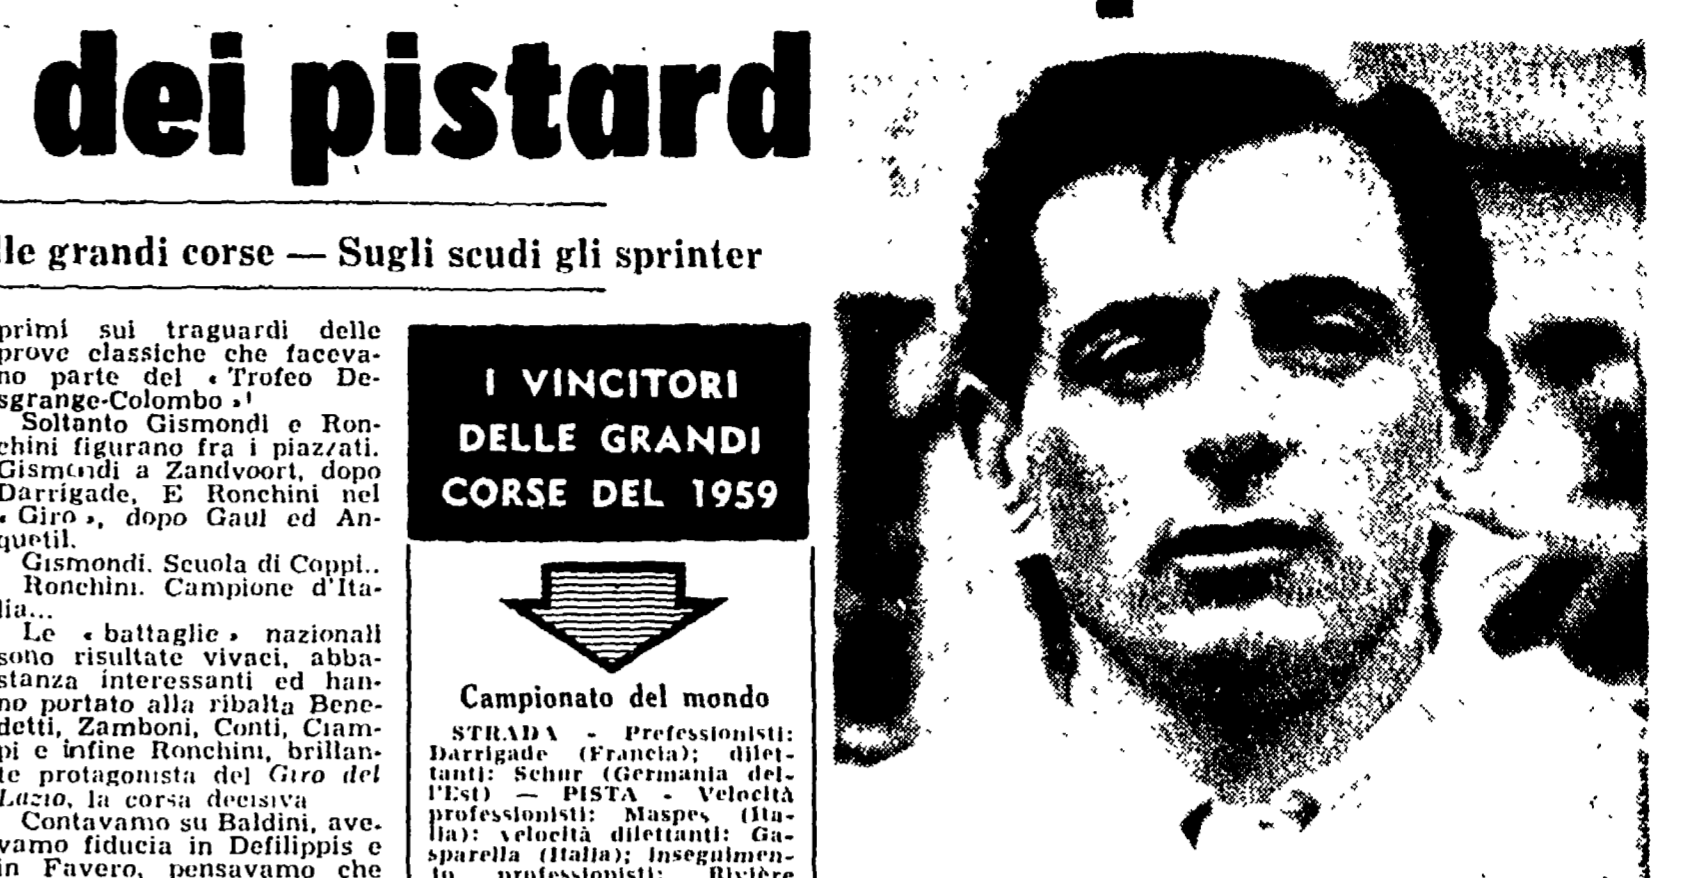 dei pistard
lle grandi corse — Sugli scudi gli sprinter
primi sui traguardi delle
prove classiche che faceva-
no parte del « Trofeo De-
sgrange-Colombo »!
Soltanto Gismondi e Ron-
chini figurano fra i piazzati.
Gismondi a Zandvoort, dopo
Darrigade, E Ronchini nel
« Giro », dopo Gaul ed An-
quetil.
Gismondi. Scuola di Coppi..
Ronchini. Campione d'Ita-
lia...
Le « battaglie » nazionali
sono risultate vivaci, abba-
stanza interessanti ed han-
no portato alla ribalta Bene-
detti, Zamboni, Conti, Ciam-
pi e infine Ronchini, brillan-
te protagonista del Giro del
Lazio, la corsa decisiva
Contavamo su Baldini, ave-
vamo fiducia in Defilippis e
in Favero, pensavamo che
I VINCITORI
DELLE GRANDI
CORSE DEL 1959
Campionato del mondo
STRADA - Professionisti:
Darrigade (Francia); dilet-
tanti: Schur (Germania del-
l'Est) — PISTA - Velocità
professionisti: Maspes (Ita-
lia); velocità dilettanti: Ga-
sparella (Italia); Inseguimen-
to professionisti: Rivière